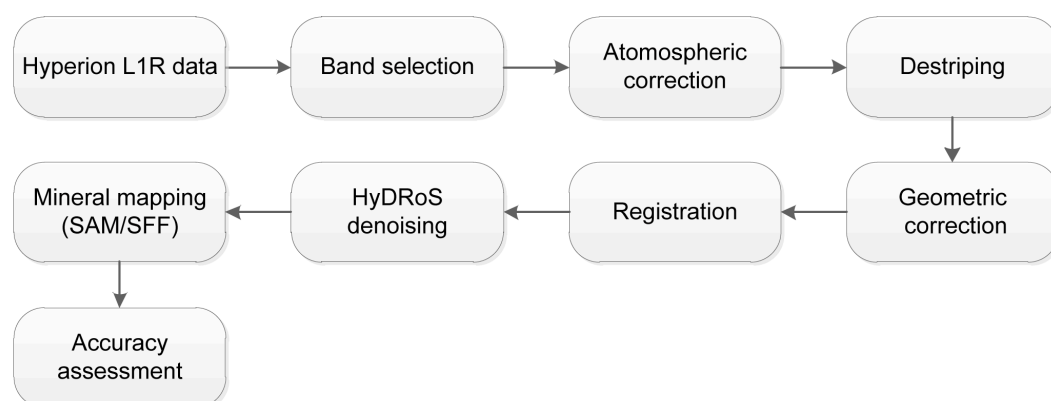 Hyperion L1R data
Band selection
Atomospheric
correction
Destriping
Geometric
correction
Registration
HyDRoS
denoising
Mineral mapping
(SAM/SFF)
Accuracy
assessment